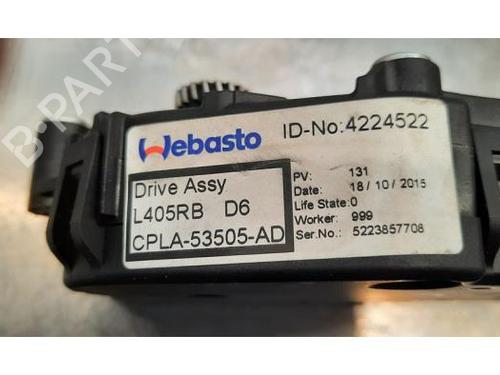 Webasto
ID-No:4224522
Drive Assy
L405RB D6
CPLA-53505-AD
PV: 131
Date: 18/10/2015
Life State:0
Worker: 999
Ser.No.: 5223857708
B-PARTS